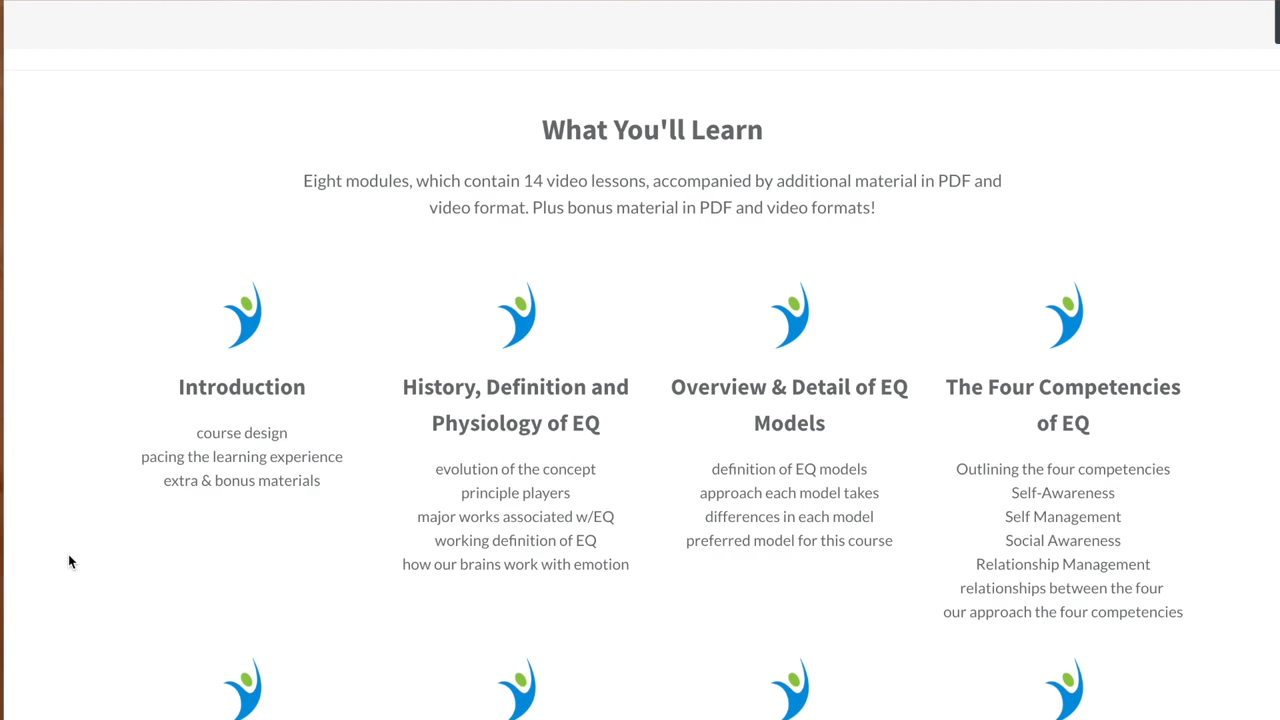 What You'll Learn
Eight modules, which contain 14 video lessons, accompanied by additional material in PDF and
video format. Plus bonus material in PDF and video formats!
Introduction
course design
pacing the learning experience
extra & bonus materials
History, Definition and
Physiology of EQ
evolution of the concept
principle players
major works associated w/EQ
working definition of EQ
how our brains work with emotion
Overview & Detail of EQ
Models
definition of EQ models
approach each model takes
differences in each model
preferred model for this course
The Four Competencies
of EQ
Outlining the four competencies
Self-Awareness
Self Management
Social Awareness
Relationship Management
relationships between the four
our approach the four competencies